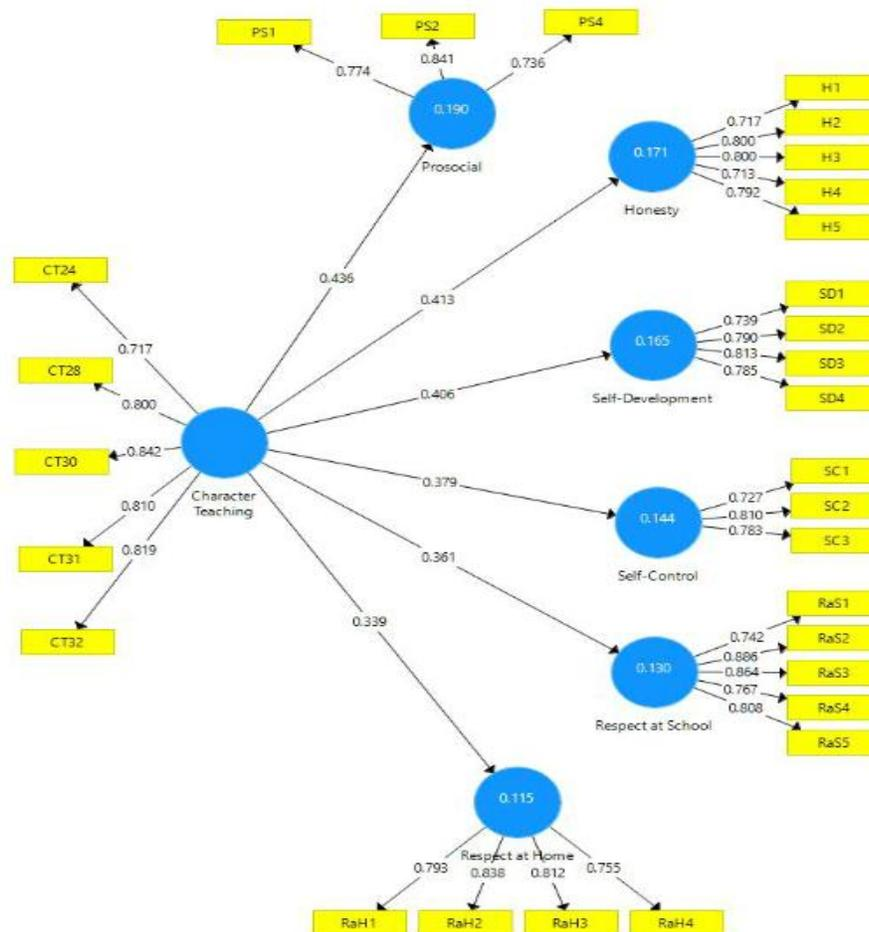 PS1
PS2
PS4
0.774
0.841
0.736
0.190
Prosocial
H1
H2
H3
H4
H5
0.717
0.800
0.800
0.713
0.792
0.171
Honesty
0.436
0.413
CT24
CT28
CT30
CT31
CT32
0.717
0.800
0.842
0.810
0.819
Character
Teaching
0.406
0.165
Self-Development
0.739
0.790
0.813
0.785
SD1
SD2
SD3
SD4
0.379
0.144
Self-Control
0.727
0.810
0.783
SC1
SC2
SC3
0.361
0.130
Respect at School
0.742
0.886
0.864
0.767
0.808
RaS1
RaS2
RaS3
RaS4
RaS5
0.339
0.115
Respect at Home
0.793
0.838
0.812
0.755
RaH1
RaH2
RaH3
RaH4